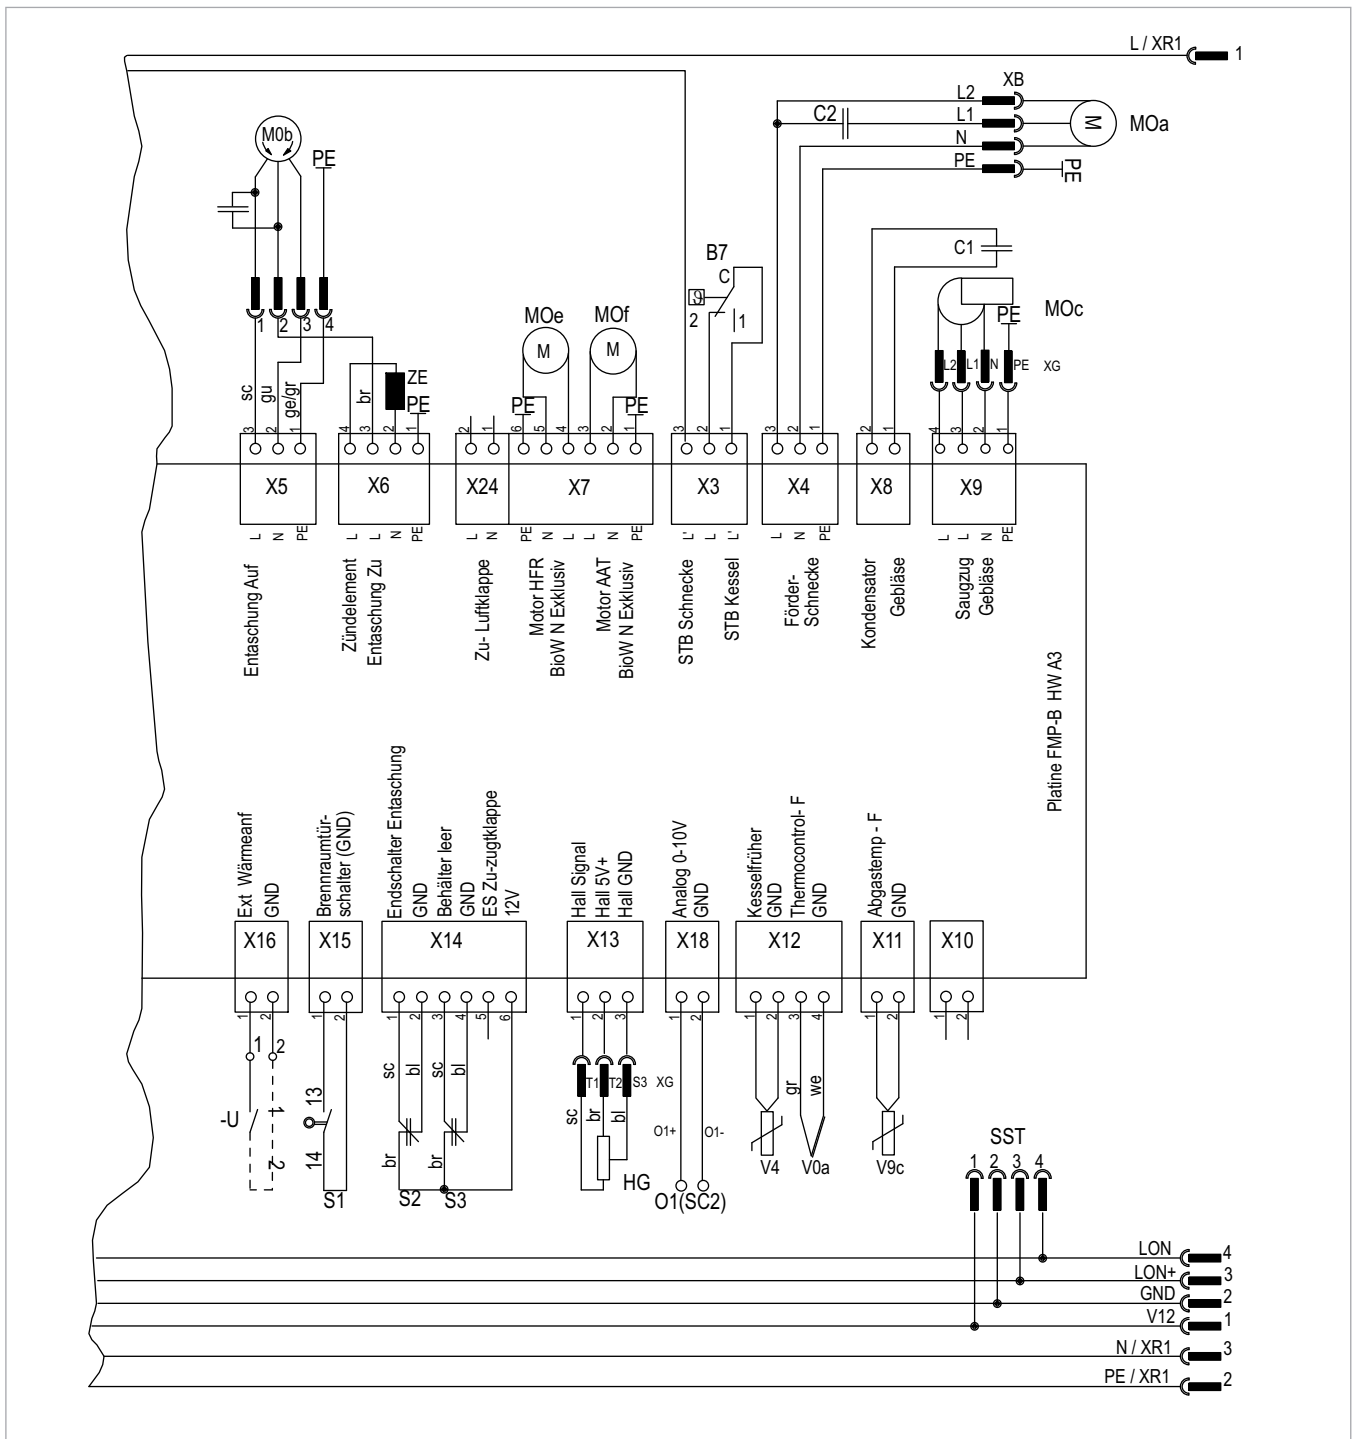 L / XR1 1
XB
L2
C2 L1
M MOa
N
PE PE
M0b
PE
1 2 3 4
sc gu ge/gr br
ZE
PE
MOe MOf
M M
PE PE
B7
C
ϑ
2 1
C1
MOc
PE
L2 L1 N PE XG
3 2 1
4 3 2 1
2 1
6 5 4 3 2 1
3 2 1
3 2 1
2 1
4 3 2 1
X5 X6 X24 X7 X3 X4 X8 X9
L N PE
L L N PE
L N
PE N L L N PE
L' L L'
L N PE
L L N PE
Entaschung Auf
Zündelement
Entaschung Zu
Zu- Luftklappe
Motor HFR
BioW N Exklusiv
Motor AAT
BioW N Exklusiv
STB Schnecke
STB Kessel
Förder-
Schnecke
Kondensator
Gebläse
Saugzug
Gebläse
Platine FMP-B HW A3
Ext Wärmeanf
GND
Brennraumtür-
schalter (GND)
Endschalter Entaschung
GND
Behälter leer
GND
ES Zu-zugtklappe
12V
Hall Signal
Hall 5V+
Hall GND
Analog 0-10V
GND
Kesselfrüher
GND
Thermocontrol- F
GND
Abgastemp - F
GND
X16 X15 X14 X13 X18 X12 X11 X10
1 2
1 2
1 2 3 4 5 6
1 2 3
1 2
1 2 3 4
1 2
1 2
1 2
-U
1
2
13
14
S1
sc bl sc bl
br br
S2 S3
T1 T2 S3 XG
sc br bl
HG
O1+ O1-
O1(SC2)
gr we
V4 V0a V9c
SST
1 2 3 4
LON 4
LON+ 3
GND 2
V12 1
N / XR1 3
PE / XR1 2